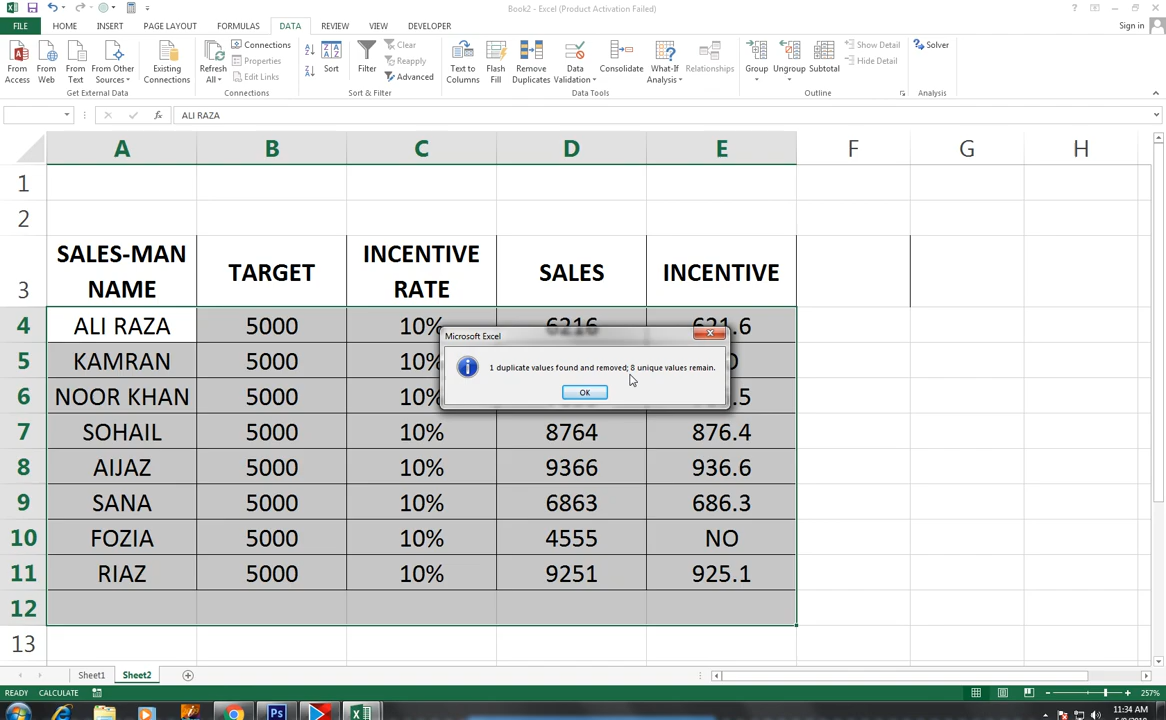 Book2 - Excel (Product Activation Failed)
FILE HOME INSERT PAGE LAYOUT FORMULAS DATA REVIEW VIEW DEVELOPER Sign in
From Access
From Web
From Text
From Other Sources
Existing Connections
Refresh All
Connections
Properties
Edit Links
Sort
Filter
Clear
Reapply
Advanced
Text to Columns
Flash Fill
Remove Duplicates
Data Validation
Consolidate
What-If Analysis
Relationships
Group
Ungroup
Subtotal
Show Detail
Hide Detail
Solver
Get External Data Connections Sort & Filter Data Tools Outline Analysis
fx ALI RAZA
A B C D E F G H
1
2
3 SALES-MAN NAME TARGET INCENTIVE RATE SALES INCENTIVE
4 ALI RAZA 5000 10% 6216 621.6
5 KAMRAN 5000 10%
6 NOOR KHAN 5000 10%
7 SOHAIL 5000 10% 8764 876.4
8 AIJAZ 5000 10% 9366 936.6
9 SANA 5000 10% 6863 686.3
10 FOZIA 5000 10% 4555 NO
11 RIAZ 5000 10% 9251 925.1
12
13
Microsoft Excel
1 duplicate values found and removed; 8 unique values remain.
OK
Sheet1 Sheet2
READY CALCULATE 257%
11:34 AM